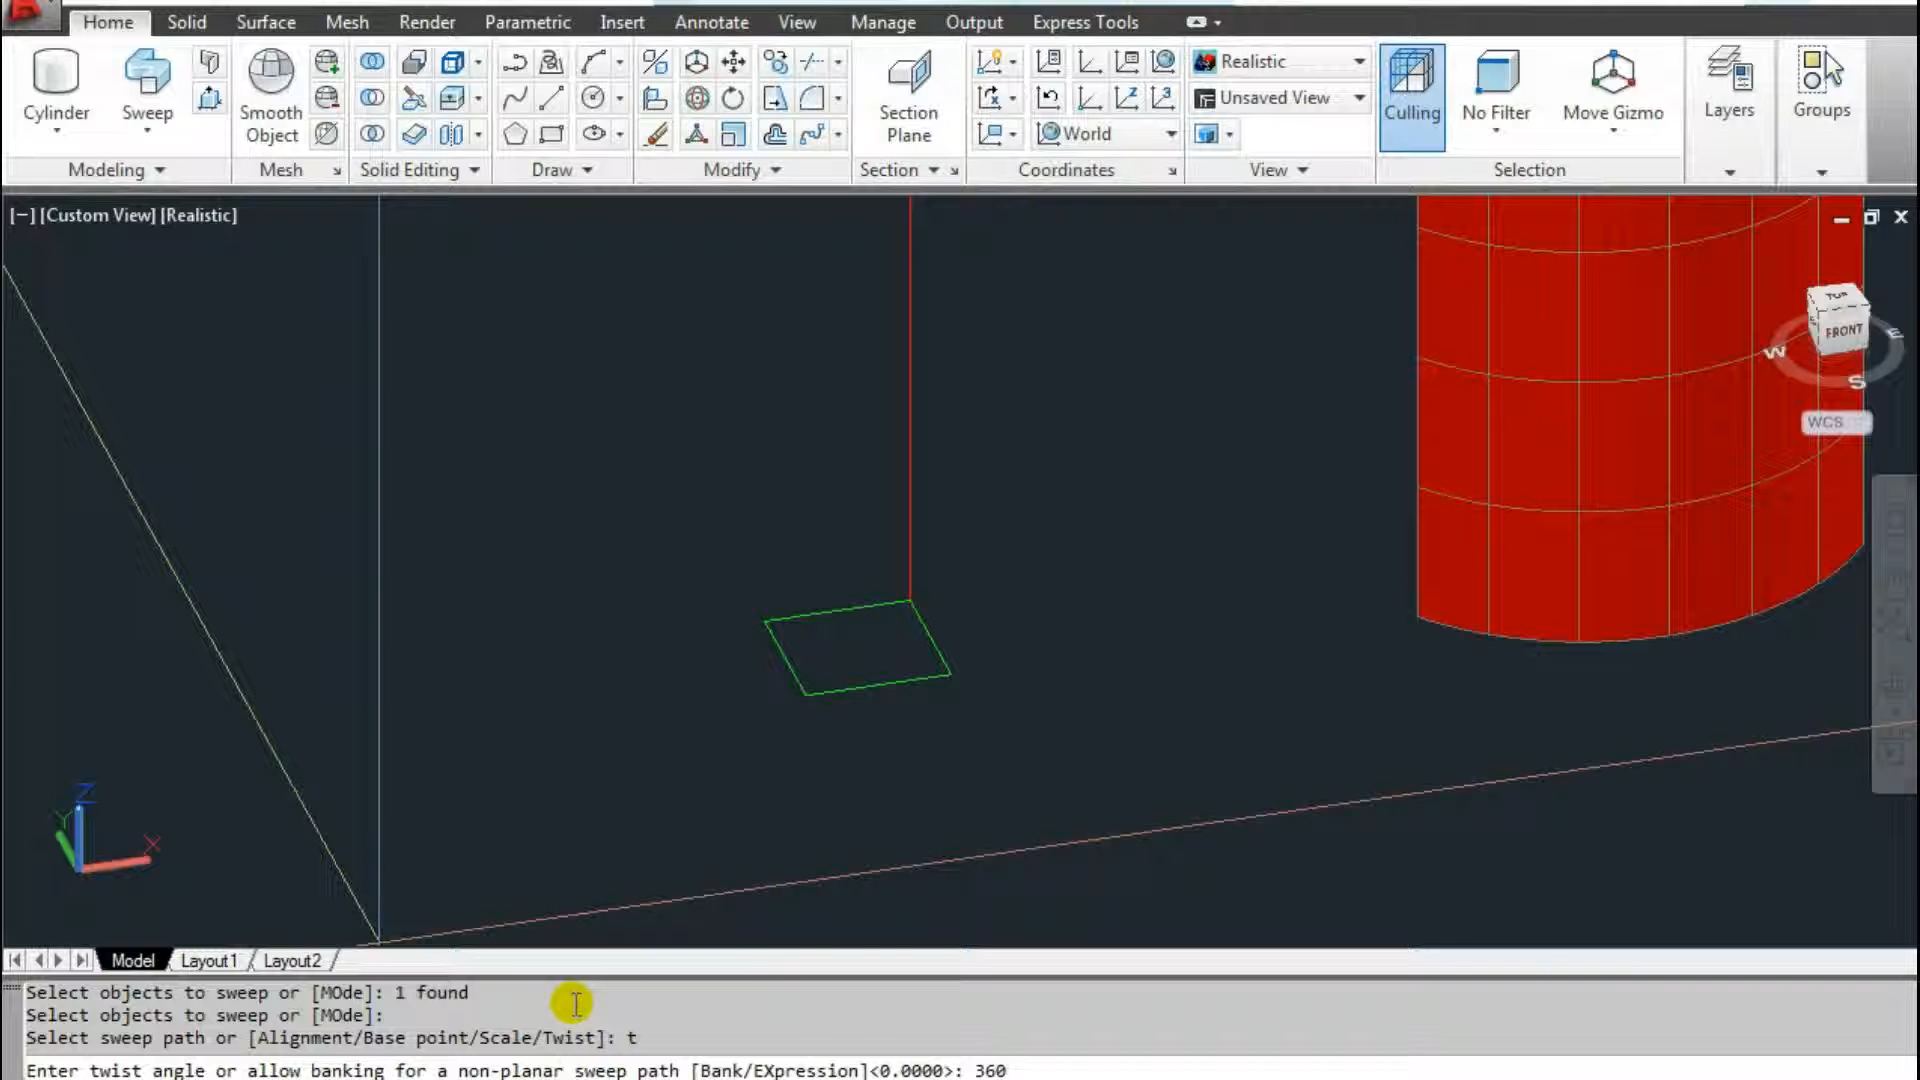 Home Solid Surface Mesh Render Parametric Insert Annotate View Manage Output Express Tools
Cylinder
Sweep
Smooth
Object
Section
Plane
Realistic
Unsaved View
World
Culling
No Filter
Move Gizmo
Layers
Groups
Modeling
Mesh
Solid Editing
Draw
Modify
Section
Coordinates
View
Selection
[−] [Custom View] [Realistic]
TOP
FRONT
W
E
S
WCS
Z
Y
X
Model Layout1 Layout2
Select objects to sweep or [MOde]: 1 found
Select objects to sweep or [MOde]:
Select sweep path or [Alignment/Base point/Scale/Twist]: t
Enter twist angle or allow banking for a non-planar sweep path [Bank/EXpression]<0.0000>: 360